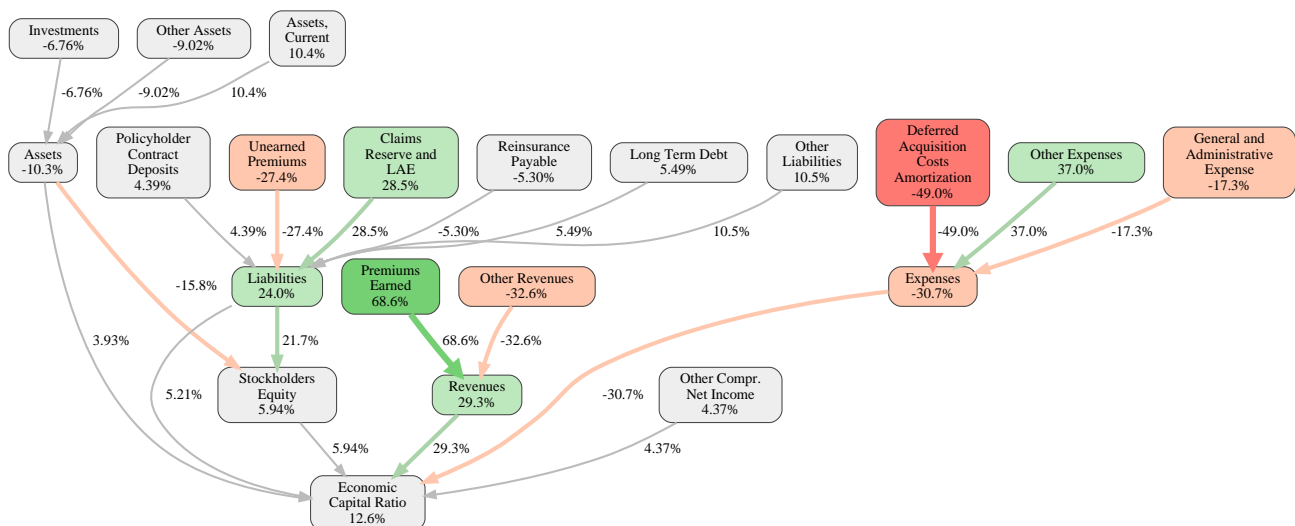 Investments
-6.76%
Other Assets
-9.02%
Assets,
Current
10.4%
-6.76%
-9.02%
10.4%
Assets
-10.3%
Policyholder
Contract
Deposits
4.39%
Unearned
Premiums
-27.4%
Claims
Reserve and
LAE
28.5%
Reinsurance
Payable
-5.30%
Long Term Debt
5.49%
Other
Liabilities
10.5%
Deferred
Acquisition
Costs
Amortization
-49.0%
Other Expenses
37.0%
General and
Administrative
Expense
-17.3%
4.39%
-27.4%
28.5%
-5.30%
5.49%
10.5%
-49.0%
37.0%
-17.3%
Liabilities
24.0%
Premiums
Earned
68.6%
Other Revenues
-32.6%
Expenses
-30.7%
-15.8%
3.93%
21.7%
68.6%
-32.6%
5.21%
Stockholders
Equity
5.94%
Revenues
29.3%
-30.7%
Other Compr.
Net Income
4.37%
5.94%
29.3%
4.37%
Economic
Capital Ratio
12.6%